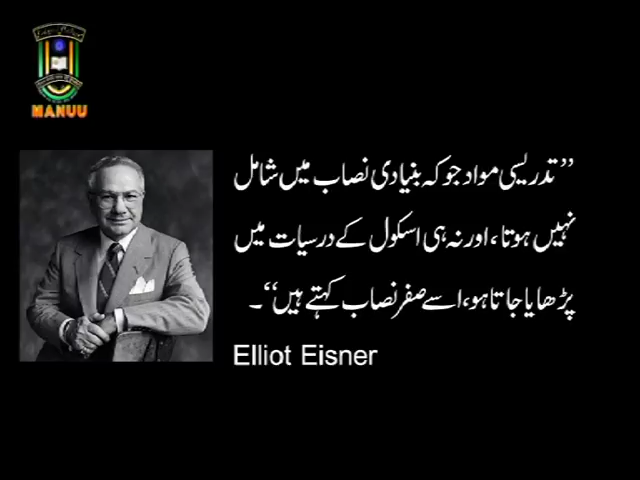 MANUU
”تدریسی مواد جو کہ بنیادی نصاب میں شامل
نہیں ہوتا، اور نہ ہی اسکول کے درسیات میں
پڑھایا جاتا ہو، اسے صفر نصاب کہتے ہیں“۔
Elliot Eisner